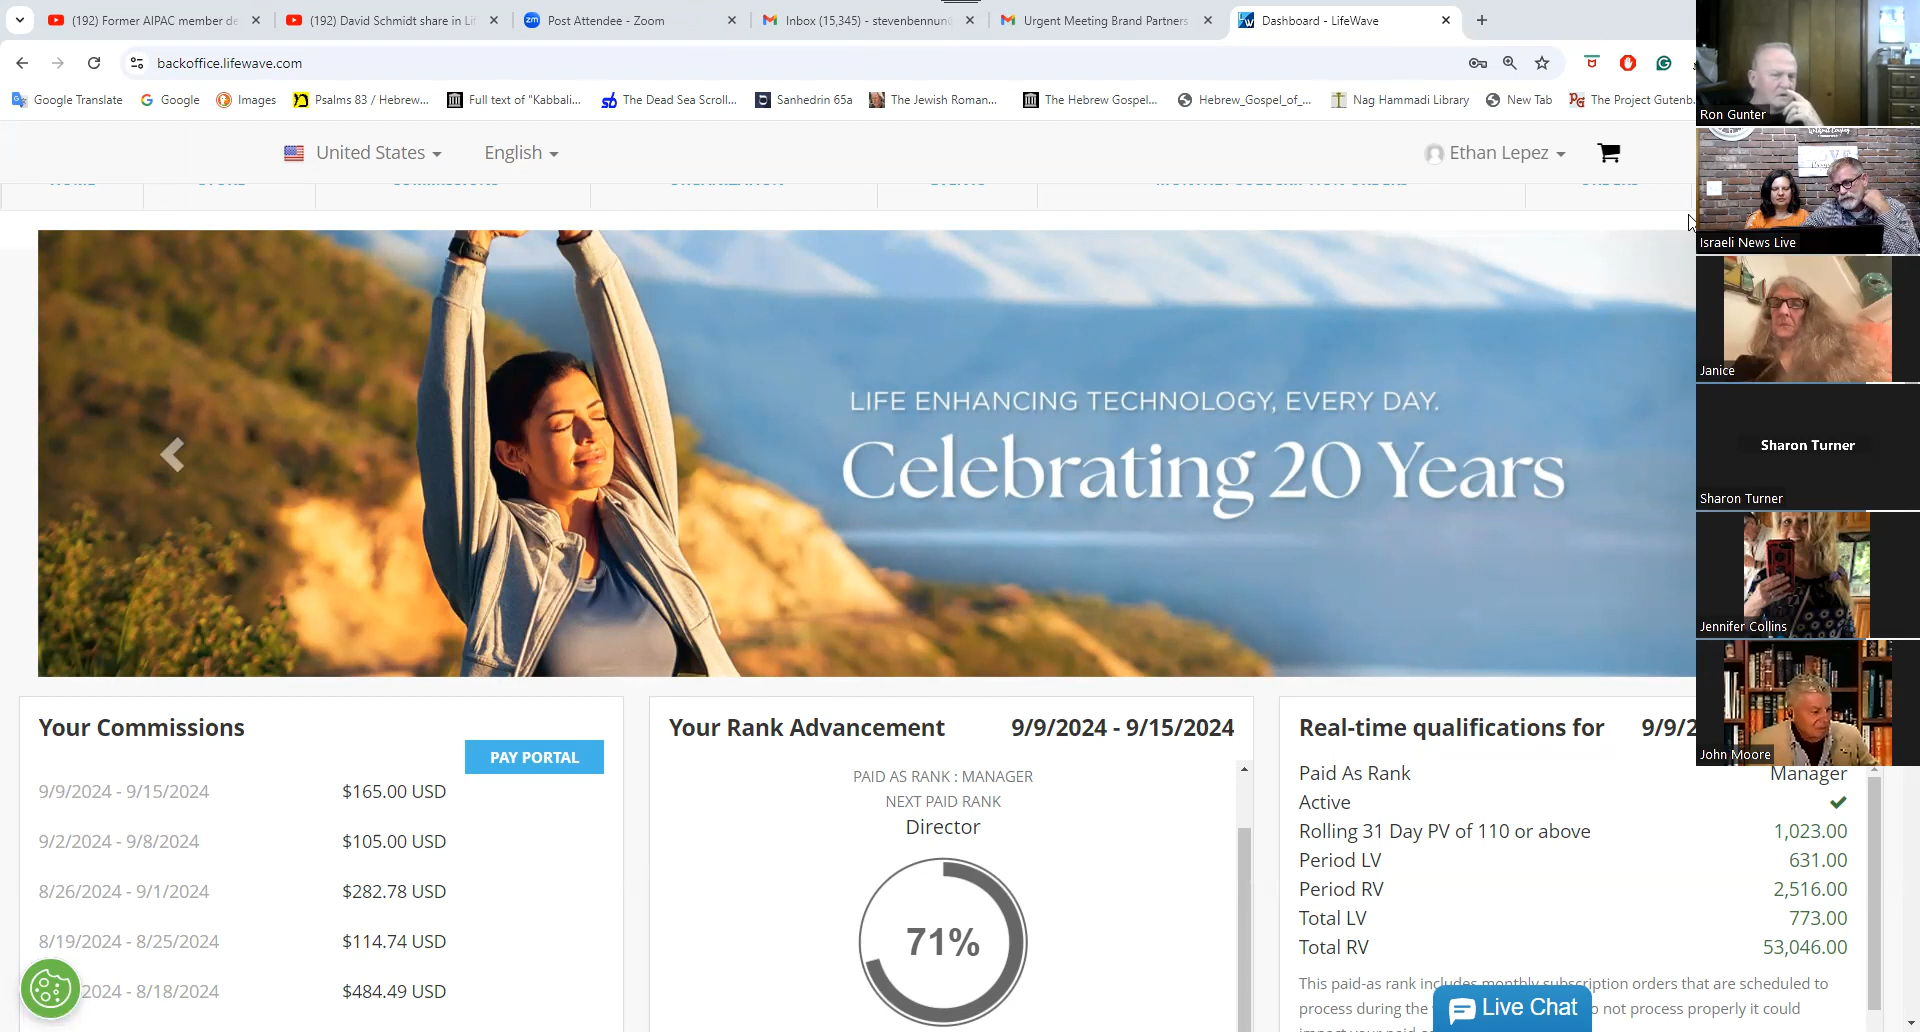 (192) Former AIPAC member de
(192) David Schmidt share in Li
zm Post Attendee - Zoom
Inbox (15,345) - stevenbennun
Urgent Meeting Brand Partners
Dashboard - LifeWave
backoffice.lifewave.com
Google Translate
Google
Images
Psalms 83 / Hebrew...
Full text of "Kabbali...
The Dead Sea Scroll...
Sanhedrin 65a
The Jewish Roman...
The Hebrew Gospel...
Hebrew_Gospel_of_...
Nag Hammadi Library
New Tab
The Project Gutenb
United States
English
Ethan Lepez
LIFE ENHANCING TECHNOLOGY, EVERY DAY.
Celebrating 20 Years
Your Commissions
PAY PORTAL
9/9/2024 - 9/15/2024 $165.00 USD
9/2/2024 - 9/8/2024 $105.00 USD
8/26/2024 - 9/1/2024 $282.78 USD
8/19/2024 - 8/25/2024 $114.74 USD
2024 - 8/18/2024 $484.49 USD
Your Rank Advancement 9/9/2024 - 9/15/2024
PAID AS RANK : MANAGER
NEXT PAID RANK
Director
71%
Real-time qualifications for 9/9/2
Paid As Rank Manager
Active
Rolling 31 Day PV of 110 or above 1,023.00
Period LV 631.00
Period RV 2,516.00
Total LV 773.00
Total RV 53,046.00
This paid-as rank includes monthly subscription orders that are scheduled to
process during the
o not process properly it could
Live Chat
Ron Gunter
Israeli News Live
Janice
Sharon Turner
Sharon Turner
Jennifer Collins
John Moore